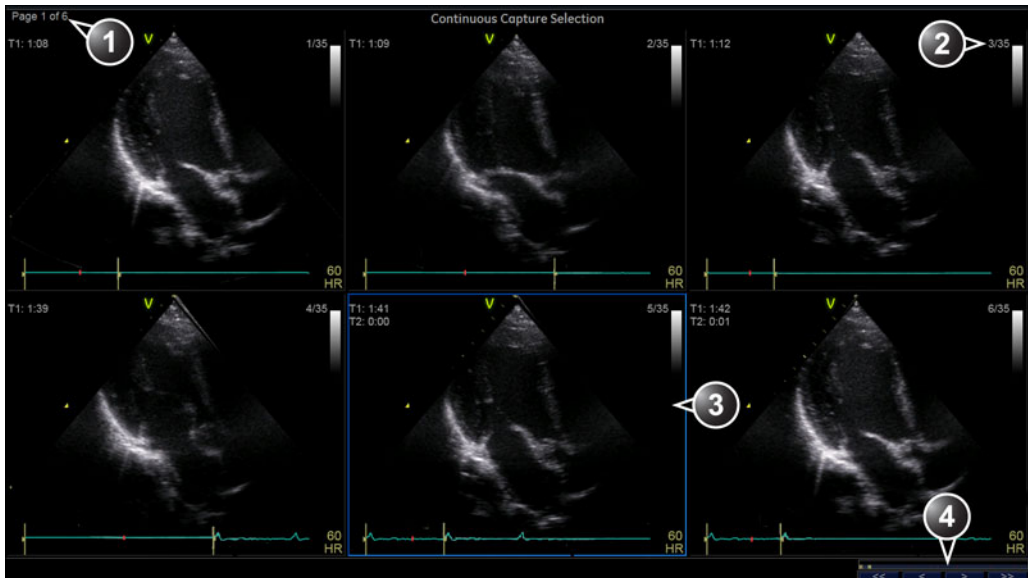 Page 1 of 6
Continuous Capture Selection
1
2
V
V
V
T1: 1:08
1/35
T1: 1:09
2/35
T1: 1:12
3/35
60
HR
60
HR
60
HR
V
V
V
T1: 1:39
4/35
T1: 1:41
5/35
T1: 1:42
6/35
T2: 0:00
T2: 0:01
3
4
60
HR
60
HR
60
HR
<< < > >>